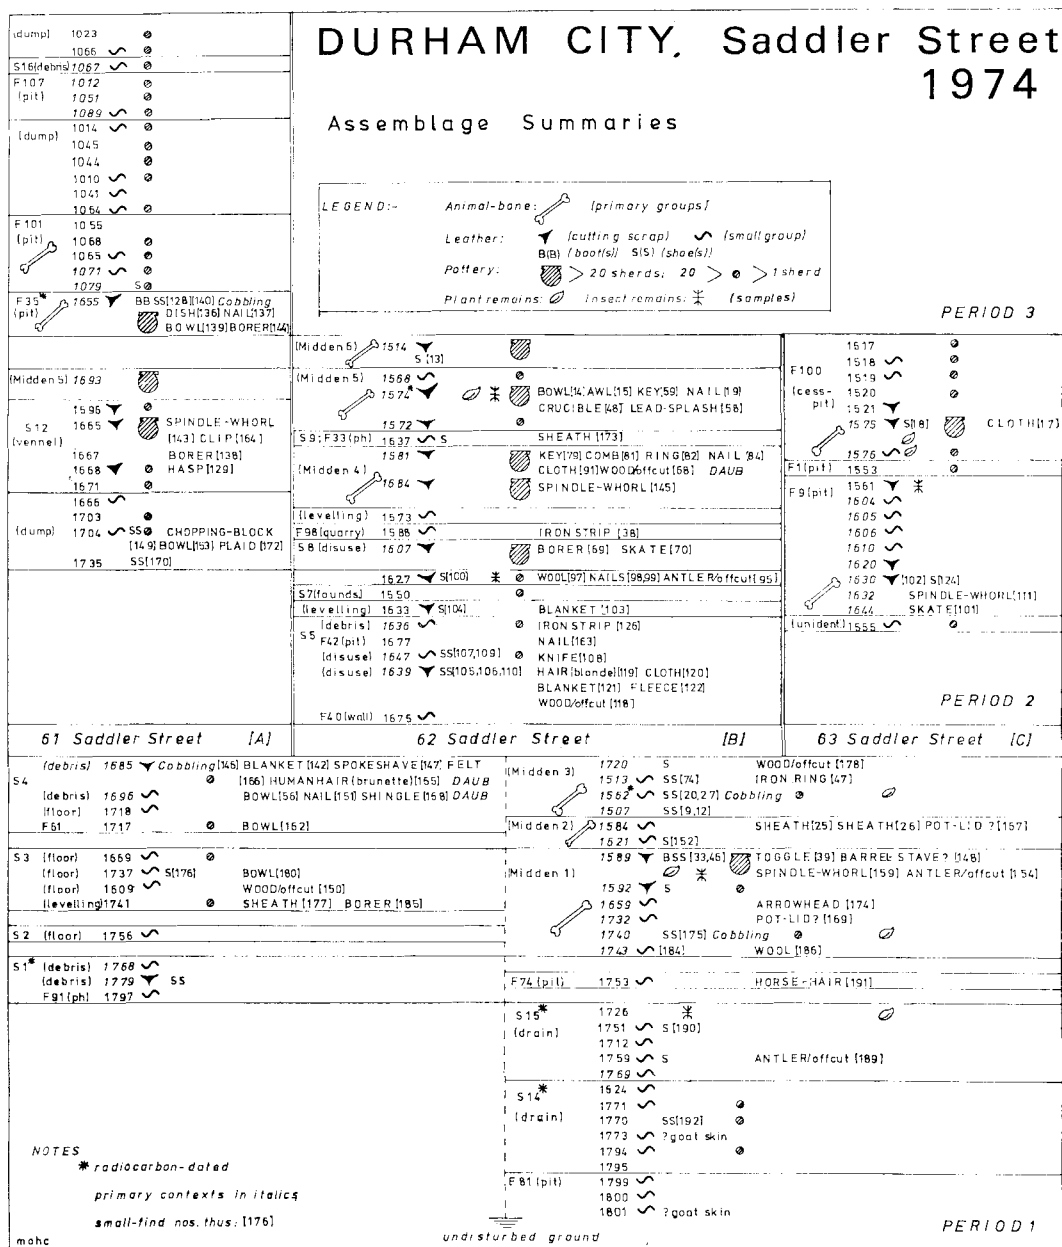 DURHAM CITY, Saddler Street
1974
Assemblage Summaries
LEGEND:- Animal-bone: (primary groups)
Leather: (cutting scrap) (small group)
B(B) (boot(s)) S(S) (shoe(s))
Pottery: > 20 sherds; 20 > > 1 sherd
Plant remains: Insect remains: (samples)
PERIOD 3
(dump) 1023
1066
S16(debris) 1067
F107 1012
(pit) 1051
1089
1014
(dump) 1045
1044
1010
1041
1064
F101 1055
(pit) 1068
1065
1071
1079 S
F35* 1655 BB SS[128][140] Cobbling
(pit) DISH[136] NAIL[137]
BOWL[139] BORER[144]
(Midden 5) 1693
1596
S12 1665 SPINDLE-WHORL
(vennel) [143] CLIP[164]
1667 BORER[138]
1668 HASP[129]
1671
1666
1703
(dump) 1704 SS CHOPPING-BLOCK
[149] BOWL[153] PLAID[172]
1735 SS[170]
(Midden 6) 1514
S[13]
(Midden 5) 1568
1574* BOWL[14] AWL[15] KEY[59] NAIL[19]
CRUCIBLE[48] LEAD-SPLASH[58]
1572
S9; F33(ph) 1637 S SHEATH [173]
1581 KEY[79] COMB[81] RING[82] NAIL [84]
(Midden 4) CLOTH[91] WOOD/offcut[68] DAUB
1684 SPINDLE-WHORL [145]
(levelling) 1573
F98(quarry) 1588 IRON STRIP [38]
S8 (disuse) 1607 BORER [69] SKATE[70]
1627 S[100] WOOL[97] NAILS[98,99] ANTLER/offcut[95]
S7(founds) 1550
(levelling) 1633 S[104] BLANKET [103]
(debris) 1636 IRON STRIP [126]
S5 F42(pit) 1677 NAIL[163]
(disuse) 1647 SS[107,109] KNIFE[108]
(disuse) 1639 SS[105,106,110] HAIR(blonde)[119] CLOTH[120]
BLANKET[121] FLEECE[122]
WOOD/offcut [118]
F40(wall) 1675
1517
F100 1518
1519
(cess- 1520
pit) 1521
1575 S[18] CLOTH[17]
1576
F1(pit) 1553
F9(pit) 1561
1604
1605
1606
1610
1620
1630 [102] S[124]
1632 SPINDLE-WHORL[111]
1644 SKATE[101]
(unident) 1555
PERIOD 2
61 Saddler Street [A] 62 Saddler Street [B] 63 Saddler Street [C]
(debris) 1685 Cobbling[146] BLANKET [142] SPOKESHAVE[147] FELT
S4 [166] HUMAN HAIR(brunette)[165] DAUB
(debris) 1696 BOWL[56] NAIL[151] SHINGLE[168] DAUB
(floor) 1718
F61 1717 BOWL[162]
S3 (floor) 1669
(floor) 1737 S[176] BOWL[180]
(floor) 1609 WOOD/offcut [150]
(levelling) 1741 SHEATH [177] BORER [185]
S2 (floor) 1756
S1* (debris) 1768
(debris) 1779 SS
F91(ph) 1797
1720 S WOOD/offcut [178]
(Midden 3) 1513 SS[74] IRON RING[47]
1562* SS[20,27] Cobbling
1507 SS[9,12]
(Midden 2) 1584 SHEATH[25] SHEATH[26] POT-LID ?[157]
1621 S[152]
1589 BSS [33,46] TOGGLE [39] BARREL STAVE? [148]
(Midden 1) SPINDLE-WHORL[159] ANTLER/offcut [154]
1592 S
1659 ARROWHEAD [174]
1732 POT-LID? [169]
1740 SS[175] Cobbling
1743 [184] WOOL [186]
F74 (pit) 1753 HORSE-HAIR[191]
S15* 1726
(drain) 1751 S [190]
1712
1759 S ANTLER/offcut [189]
1769
S14* 1624
1771
(drain) 1770 SS[192]
1773 ?goat skin
1794
1795
F81 (pit) 1799
1800
1801 ?goat skin
NOTES
* radiocarbon-dated
primary contexts in italics
small-find nos. thus: [176]
mohc
undisturbed ground
PERIOD 1